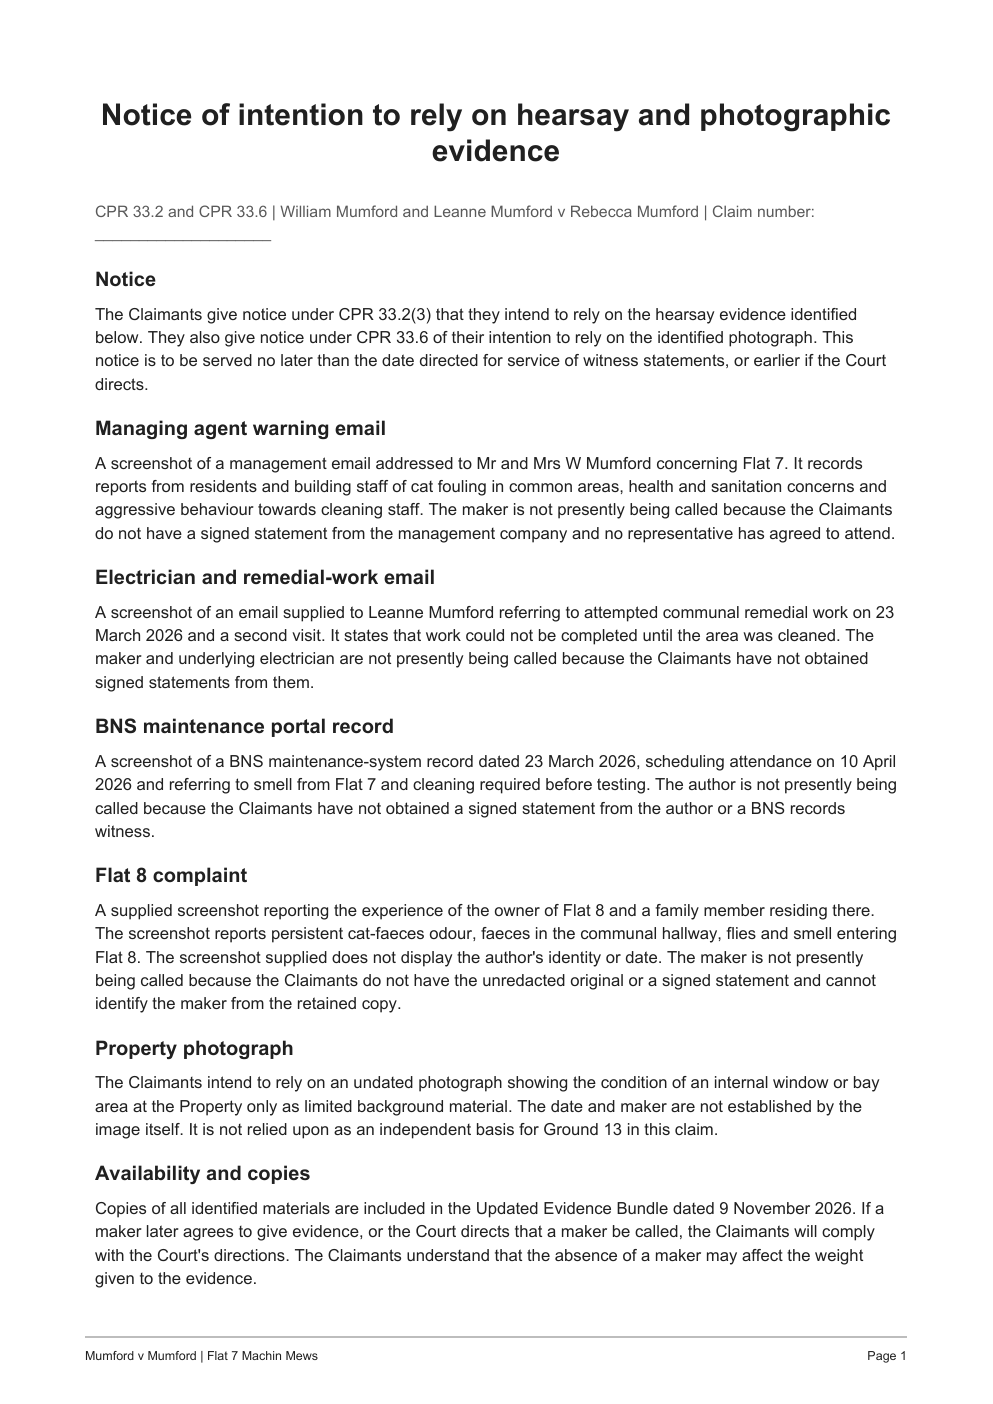 Notice of intention to rely on hearsay and photographic
evidence
CPR 33.2 and CPR 33.6 | William Mumford and Leanne Mumford v Rebecca Mumford | Claim number:
____________________
Notice
The Claimants give notice under CPR 33.2(3) that they intend to rely on the hearsay evidence identified
below. They also give notice under CPR 33.6 of their intention to rely on the identified photograph. This
notice is to be served no later than the date directed for service of witness statements, or earlier if the Court
directs.
Managing agent warning email
A screenshot of a management email addressed to Mr and Mrs W Mumford concerning Flat 7. It records
reports from residents and building staff of cat fouling in common areas, health and sanitation concerns and
aggressive behaviour towards cleaning staff. The maker is not presently being called because the Claimants
do not have a signed statement from the management company and no representative has agreed to attend.
Electrician and remedial-work email
A screenshot of an email supplied to Leanne Mumford referring to attempted communal remedial work on 23
March 2026 and a second visit. It states that work could not be completed until the area was cleaned. The
maker and underlying electrician are not presently being called because the Claimants have not obtained
signed statements from them.
BNS maintenance portal record
A screenshot of a BNS maintenance-system record dated 23 March 2026, scheduling attendance on 10 April
2026 and referring to smell from Flat 7 and cleaning required before testing. The author is not presently being
called because the Claimants have not obtained a signed statement from the author or a BNS records
witness.
Flat 8 complaint
A supplied screenshot reporting the experience of the owner of Flat 8 and a family member residing there.
The screenshot reports persistent cat-faeces odour, faeces in the communal hallway, flies and smell entering
Flat 8. The screenshot supplied does not display the author's identity or date. The maker is not presently
being called because the Claimants do not have the unredacted original or a signed statement and cannot
identify the maker from the retained copy.
Property photograph
The Claimants intend to rely on an undated photograph showing the condition of an internal window or bay
area at the Property only as limited background material. The date and maker are not established by the
image itself. It is not relied upon as an independent basis for Ground 13 in this claim.
Availability and copies
Copies of all identified materials are included in the Updated Evidence Bundle dated 9 November 2026. If a
maker later agrees to give evidence, or the Court directs that a maker be called, the Claimants will comply
with the Court's directions. The Claimants understand that the absence of a maker may affect the weight
given to the evidence.
Mumford v Mumford | Flat 7 Machin Mews
Page 1